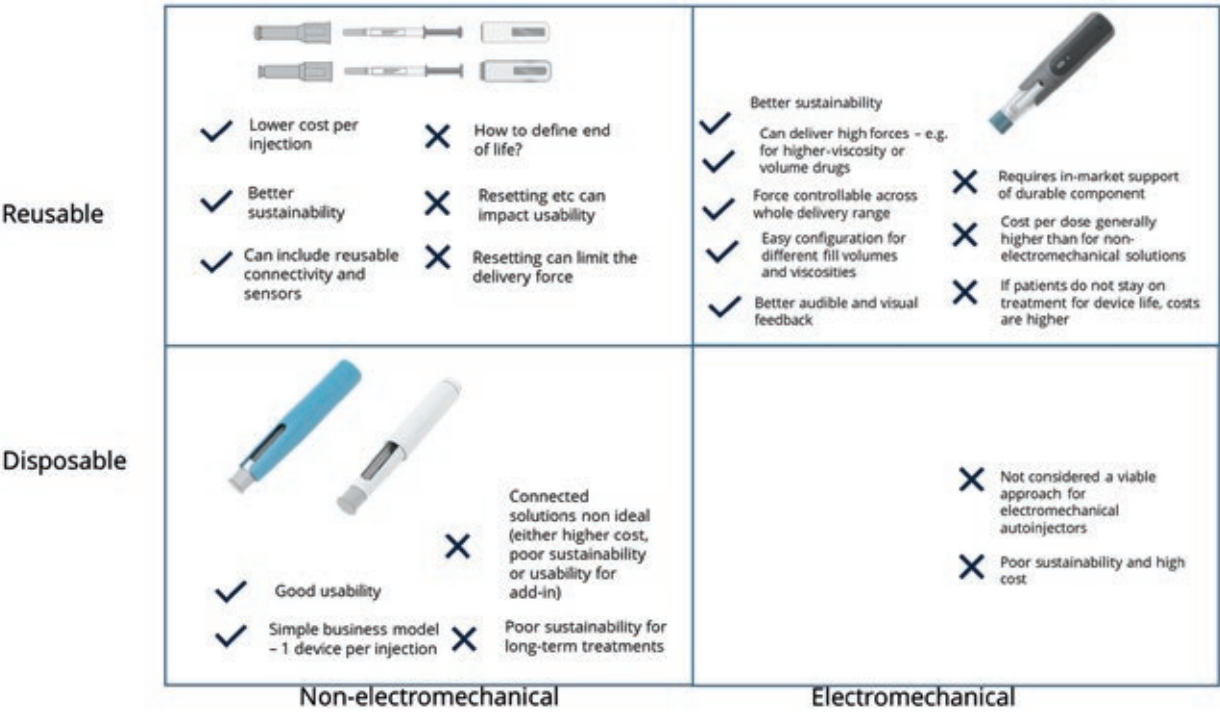 Reusable
Lower cost per
injection
Better
sustainability
Can include reusable
connectivity and
sensors
How to define end
of life?
Resetting etc can
impact usability
Resetting can limit the
delivery force
Better sustainability
Can deliver high forces – e.g.
for higher-viscosity or
volume drugs
Force controllable across
whole delivery range
Easy configuration for
different fill volumes
and viscosities
Better audible and visual
feedback
Requires in-market support
of durable component
Cost per dose generally
higher than for non-
electromechanical solutions
If patients do not stay on
treatment for device life, costs
are higher
Disposable
Good usability
Simple business model
– 1 device per injection
Connected
solutions non ideal
(either higher cost,
poor sustainability
or usability for
add-in)
Poor sustainability for
long-term treatments
Not considered a viable
approach for
electromechanical
autoinjectors
Poor sustainability and high
cost
Non-electromechanical
Electromechanical